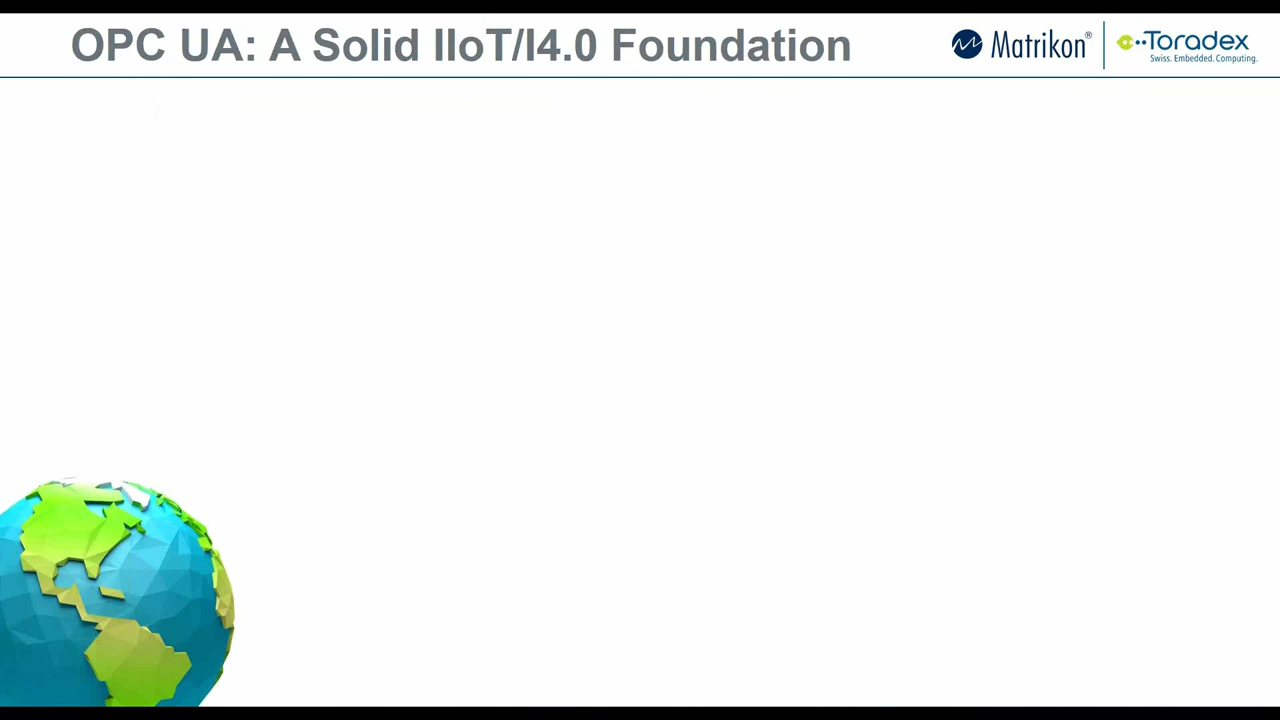 OPC UA: A Solid IIoT/I4.0 Foundation
Matrikon®
Toradex
Swiss. Embedded. Computing.